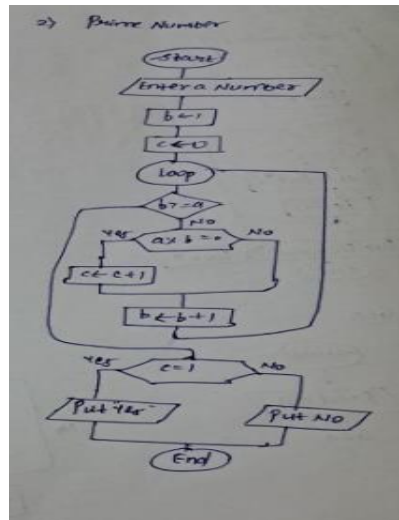 2) Prime Number
Start
Enter a Number
b ← 1
c ← 0
Loop
b>=a
NO
Yes
a% b =0
NO
c ← c+1
b ← b+1
Yes
c=1
NO
Put "Yes"
Put NO
End